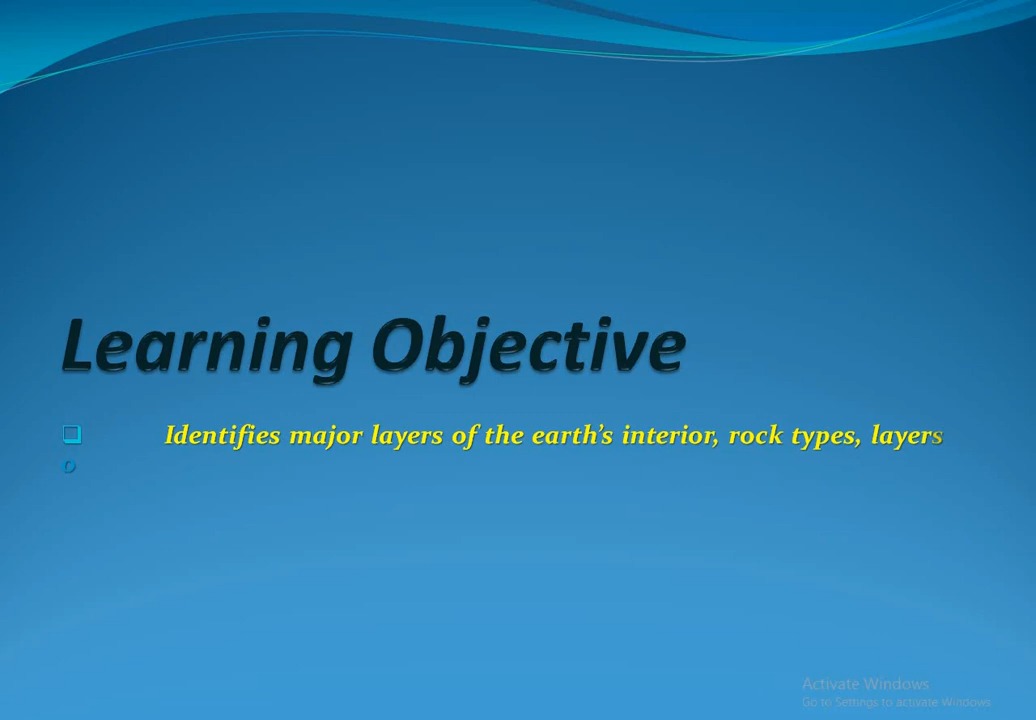 Learning Objective
❑ Identifies major layers of the earth’s interior, rock types, layers
o
Activate Windows
Go to Settings to activate Windows.